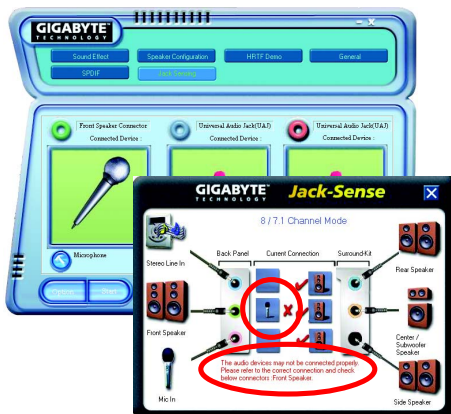 GIGABYTE™
TECHNOLOGY
Sound Effect
Speaker Configuration
HRTF Demo
General
SPDIF
Jack Sensing
Front Speaker Connector
Connected Device :
Universal Audio Jack(UAJ)
Connected Device :
Universal Audio Jack(UAJ)
Connected Device :
Microphone
Option
Start
GIGABYTE™
TECHNOLOGY
Jack-Sense
X
8 / 7.1 Channel Mode
Back Panel
Current Connection
Surround-Kit
Stereo Line In
Front Speaker
Mic In
Rear Speaker
Center /
Subwoofer
Speaker
Side Speaker
The audio devices may not be connected properly.
Please refer to the correct connection and check
below connectors :Front Speaker.